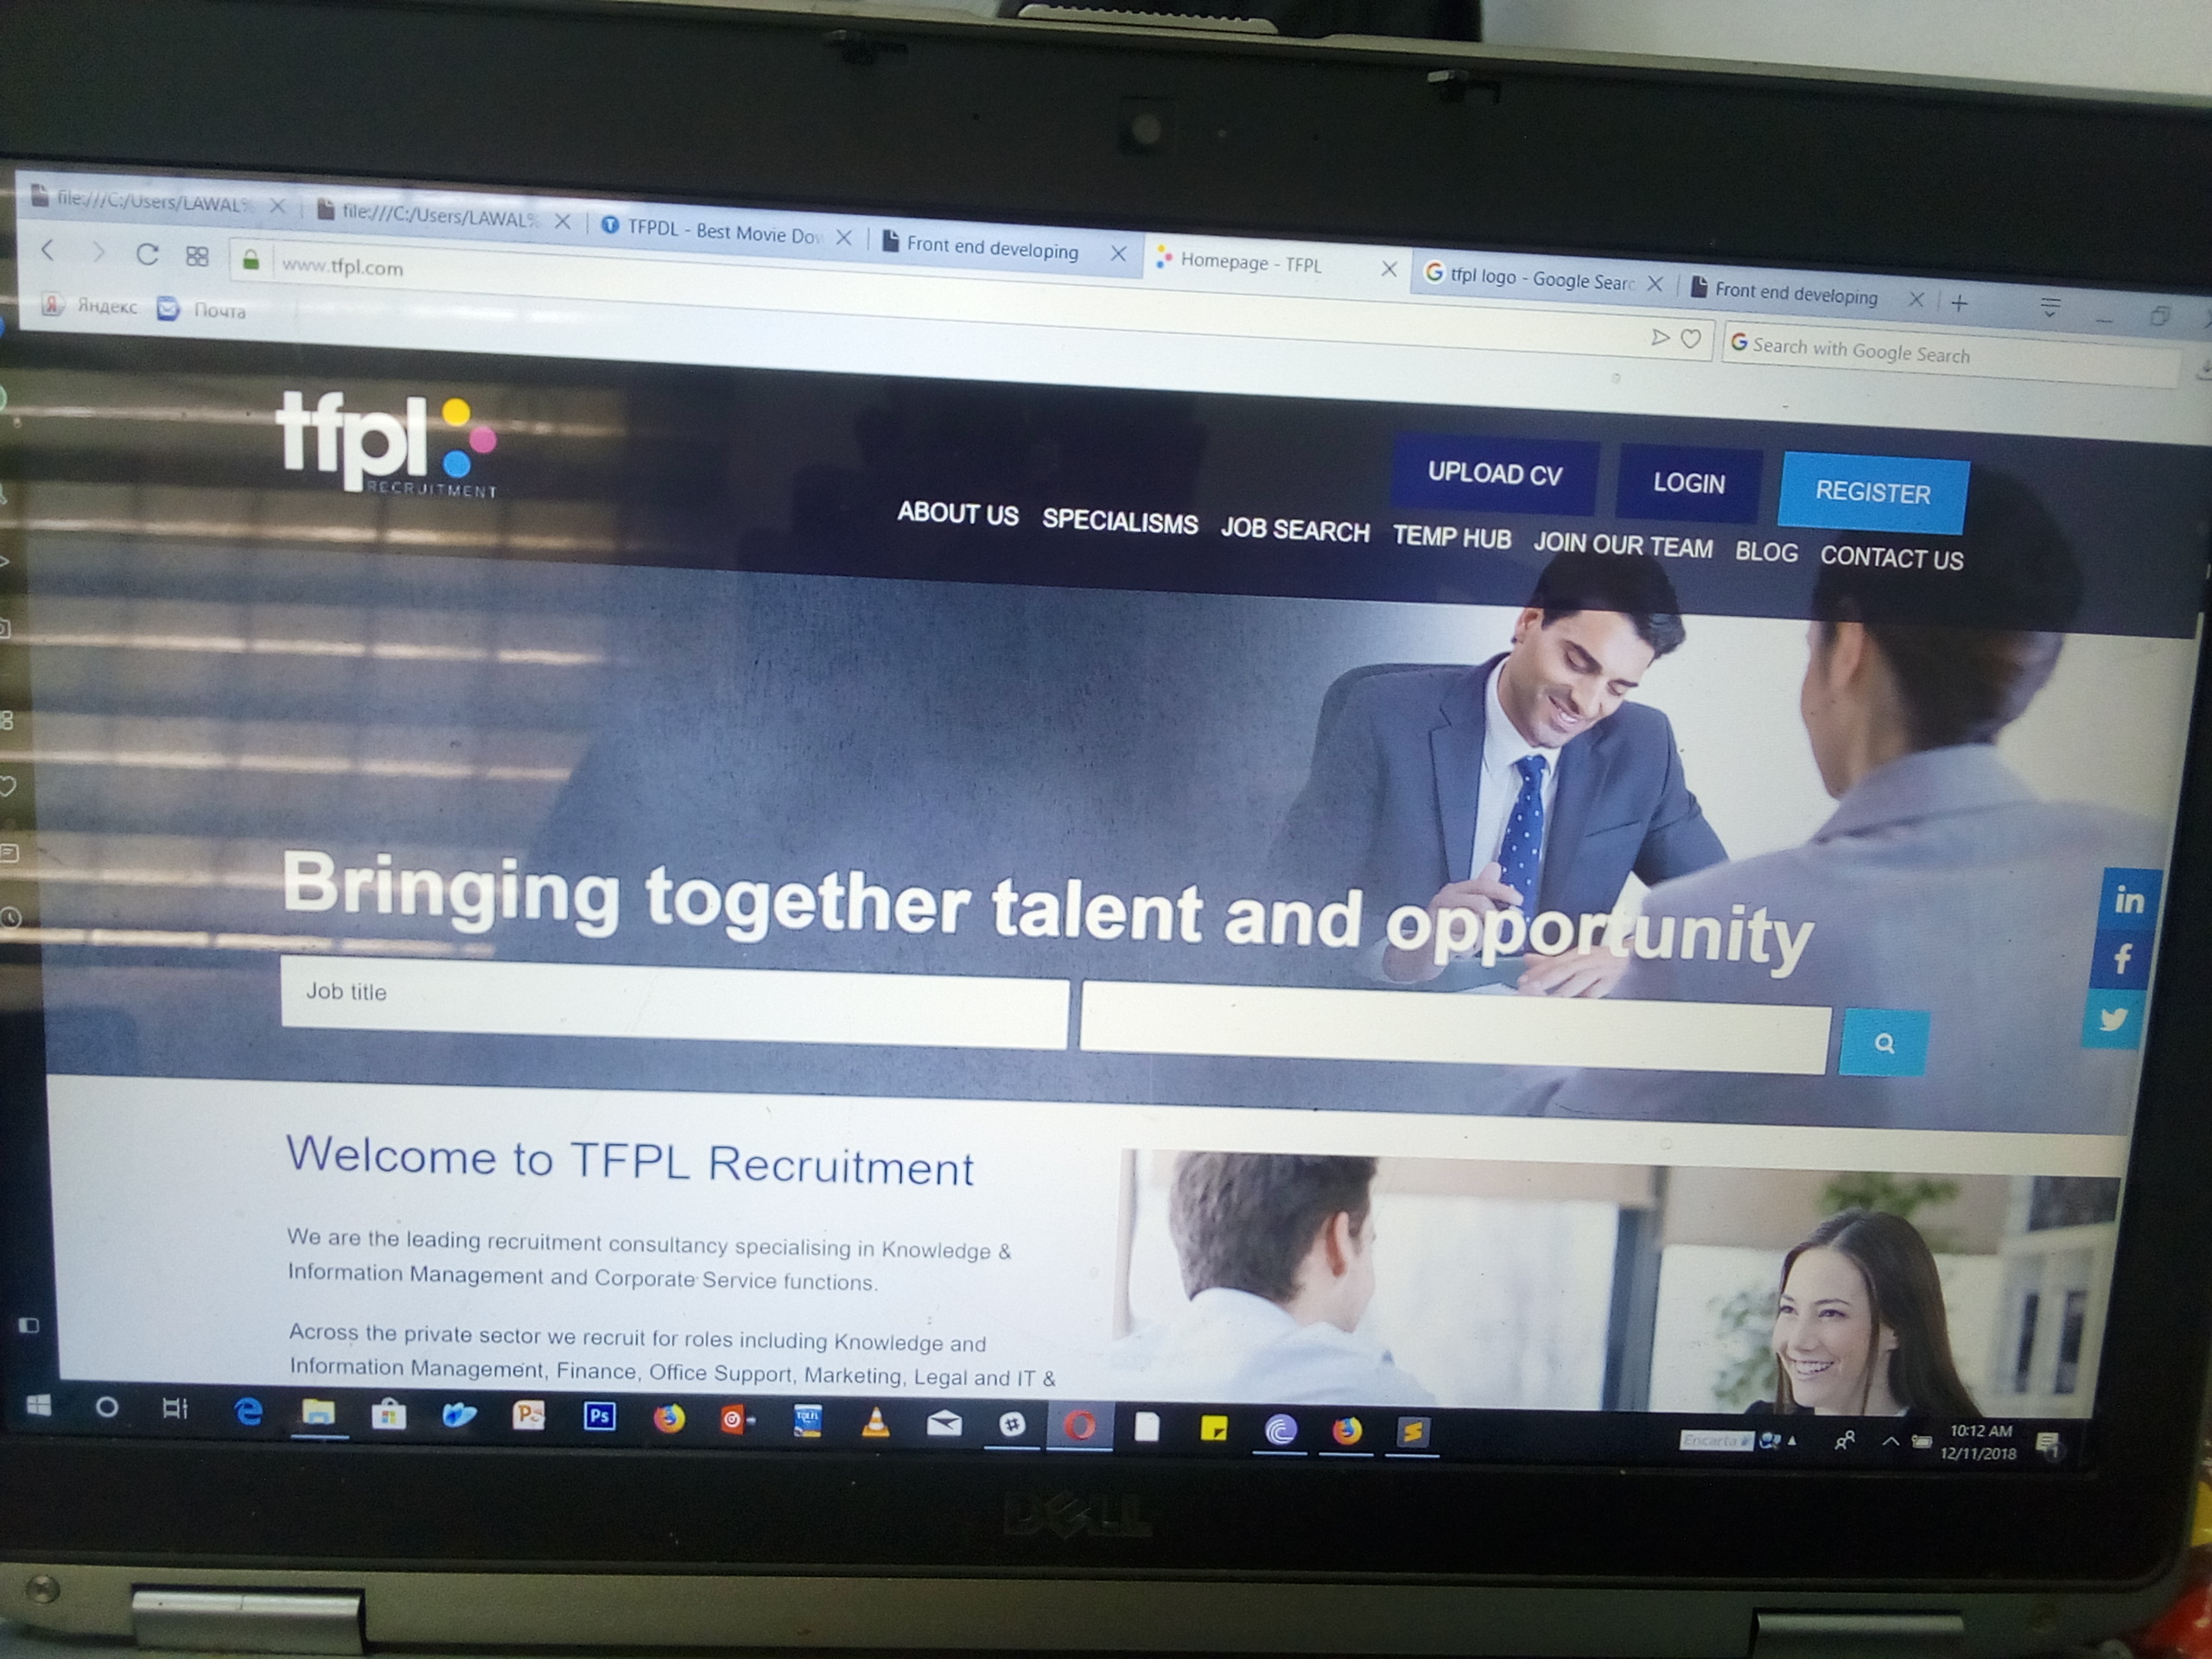 file:///C:/Users/LAWAL%
file:///C:/Users/LAWAL%
TFPDL - Best Movie Dov
Front end developing
Homepage - TFPL
tfpl logo - Google Searc
Front end developing
www.tfpl.com
Search with Google Search
Яндекс
Почта
tfpl
RECRUITMENT
UPLOAD CV
LOGIN
REGISTER
ABOUT US SPECIALISMS JOB SEARCH TEMP HUB JOIN OUR TEAM BLOG CONTACT US
Bringing together talent and opportunity
Job title
in
f
Welcome to TFPL Recruitment
We are the leading recruitment consultancy specialising in Knowledge &
Information Management and Corporate Service functions.
Across the private sector we recruit for roles including Knowledge and
Information Management, Finance, Office Support, Marketing, Legal and IT &
Ps
Encarta
10:12 AM
12/11/2018
DELL